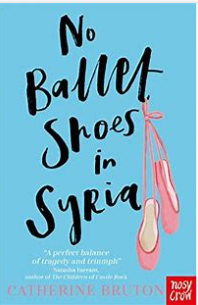 No
Ballet
Shoes
in
Syria
"A perfect balance
of tragedy and triumph"
Natasha Farrant,
author of The Children of Castle Rock
CATHERINE BRUTON
nosy
crow